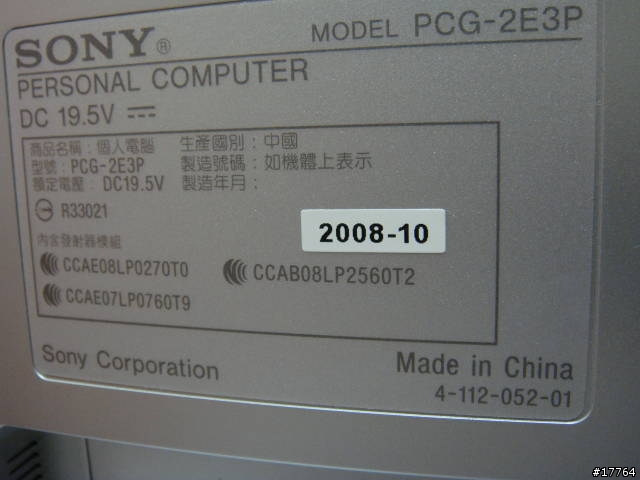 SONY® MODEL PCG-2E3P
PERSONAL COMPUTER
DC 19.5V
商品名稱：個人電腦 生產國別：中國
型號：PCG-2E3P 製造號碼：如機體上表示
額定電壓：DC19.5V 製造年月：
R33021
2008-10
內含發射器模組
CCAE08LP0270T0 CCAB08LP2560T2
CCAE07LP0760T9
Sony Corporation Made in China
4-112-052-01
#17764